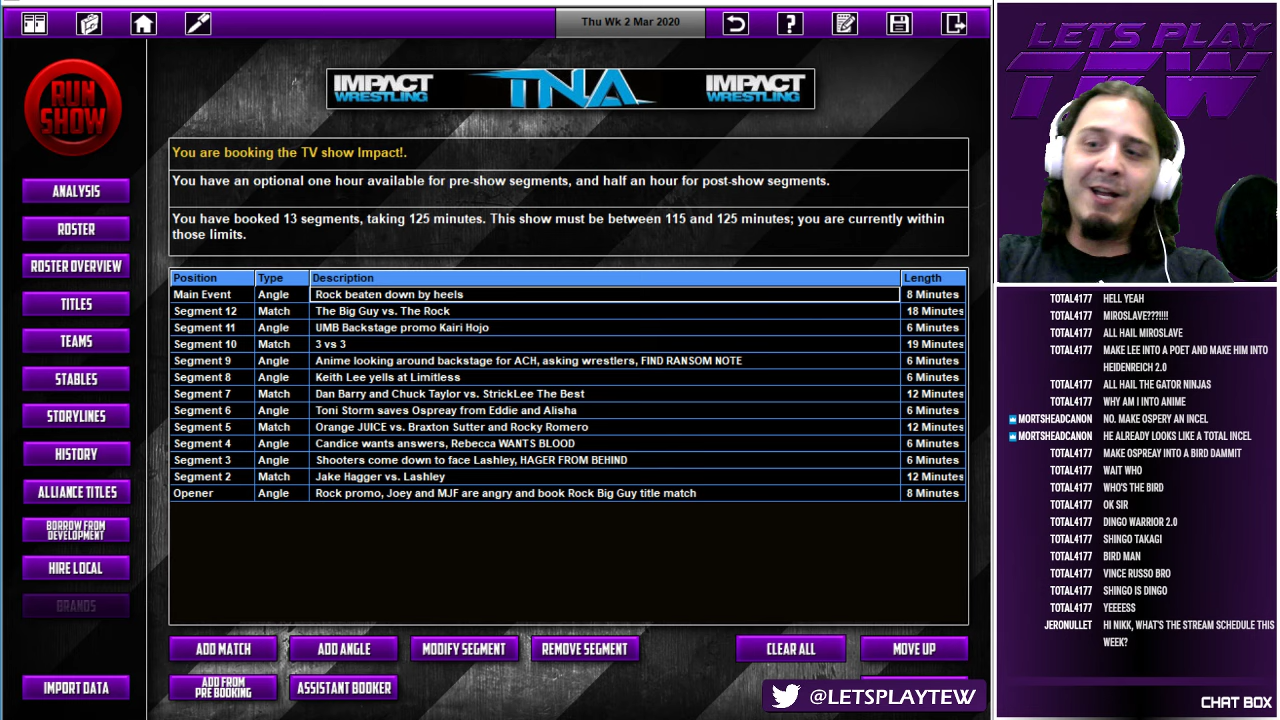 Thu Wk 2 Mar 2020
LETS PLAY
TEW
RUN
SHOW
IMPACT
WRESTLING
TNA
IMPACT
WRESTLING
You are booking the TV show Impact!.
You have an optional one hour available for pre-show segments, and half an hour for post-show segments.
You have booked 13 segments, taking 125 minutes. This show must be between 115 and 125 minutes; you are currently within
those limits.
ANALYSIS
ROSTER
ROSTER OVERVIEW
TITLES
TEAMS
STABLES
STORYLINES
HISTORY
ALLIANCE TITLES
BORROW FROM
DEVELOPMENT
HIRE LOCAL
BRANDS
IMPORT DATA
Position Type Description Length
Main Event Angle Rock beaten down by heels 8 Minutes
Segment 12 Match The Big Guy vs. The Rock 18 Minutes
Segment 11 Angle UMB Backstage promo Kairi Hojo 6 Minutes
Segment 10 Match 3 vs 3 19 Minutes
Segment 9 Angle Anime looking around backstage for ACH, asking wrestlers, FIND RANSOM NOTE 6 Minutes
Segment 8 Angle Keith Lee yells at Limitless 6 Minutes
Segment 7 Match Dan Barry and Chuck Taylor vs. StrickLee The Best 12 Minutes
Segment 6 Angle Toni Storm saves Ospreay from Eddie and Alisha 6 Minutes
Segment 5 Match Orange JUICE vs. Braxton Sutter and Rocky Romero 12 Minutes
Segment 4 Angle Candice wants answers, Rebecca WANTS BLOOD 6 Minutes
Segment 3 Angle Shooters come down to face Lashley, HAGER FROM BEHIND 6 Minutes
Segment 2 Match Jake Hagger vs. Lashley 12 Minutes
Opener Angle Rock promo, Joey and MJF are angry and book Rock Big Guy title match 8 Minutes
ADD MATCH
ADD ANGLE
MODIFY SEGMENT
REMOVE SEGMENT
CLEAR ALL
MOVE UP
ADD FROM
PRE BOOKING
ASSISTANT BOOKER
@LETSPLAYTEW
TOTAL4177 HELL YEAH
TOTAL4177 MIROSLAVE???!!!!
TOTAL4177 ALL HAIL MIROSLAVE
TOTAL4177 MAKE LEE INTO A POET AND MAKE HIM INTO
HEIDENREICH 2.0
TOTAL4177 ALL HAIL THE GATOR NINJAS
TOTAL4177 WHY AM I INTO ANIME
MORTSHEADCANON NO. MAKE OSPERY AN INCEL
MORTSHEADCANON HE ALREADY LOOKS LIKE A TOTAL INCEL
TOTAL4177 MAKE OSPREAY INTO A BIRD DAMMIT
TOTAL4177 WAIT WHO
TOTAL4177 WHO'S THE BIRD
TOTAL4177 OK SIR
TOTAL4177 DINGO WARRIOR 2.0
TOTAL4177 SHINGO TAKAGI
TOTAL4177 BIRD MAN
TOTAL4177 VINCE RUSSO BRO
TOTAL4177 SHINGO IS DINGO
TOTAL4177 YEEEESS
JERONULLET HI NIKK, WHAT'S THE STREAM SCHEDULE THIS
WEEK?
CHAT BOX